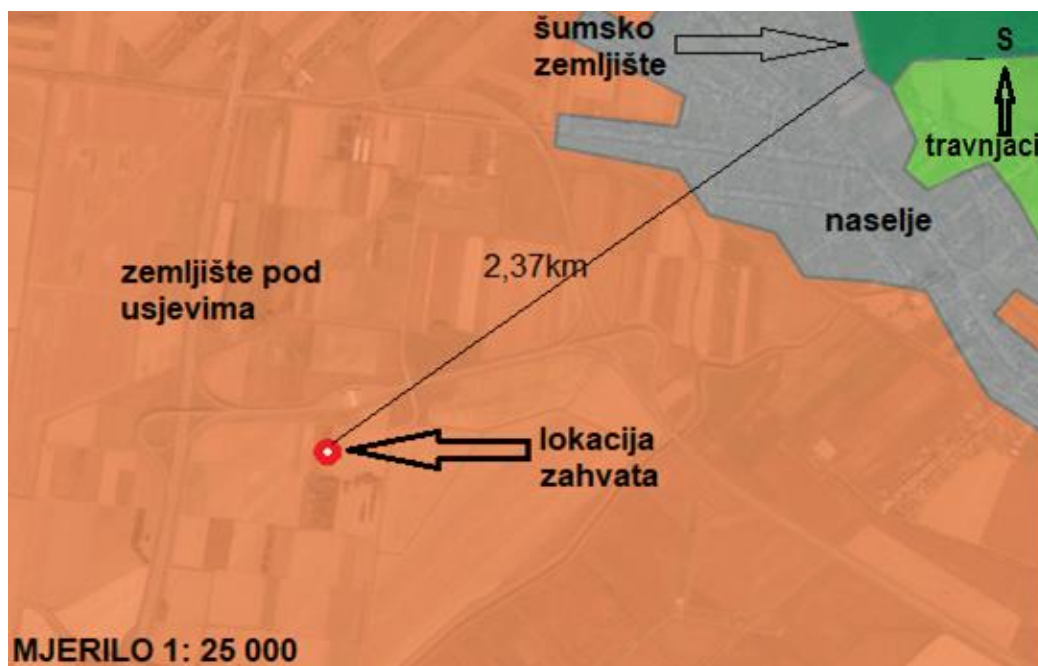 šumsko
zemljište
S
travnjaci
naselje
zemljište pod
usjevima
2,37km
lokacija
zahvata
MJERILO 1: 25 000